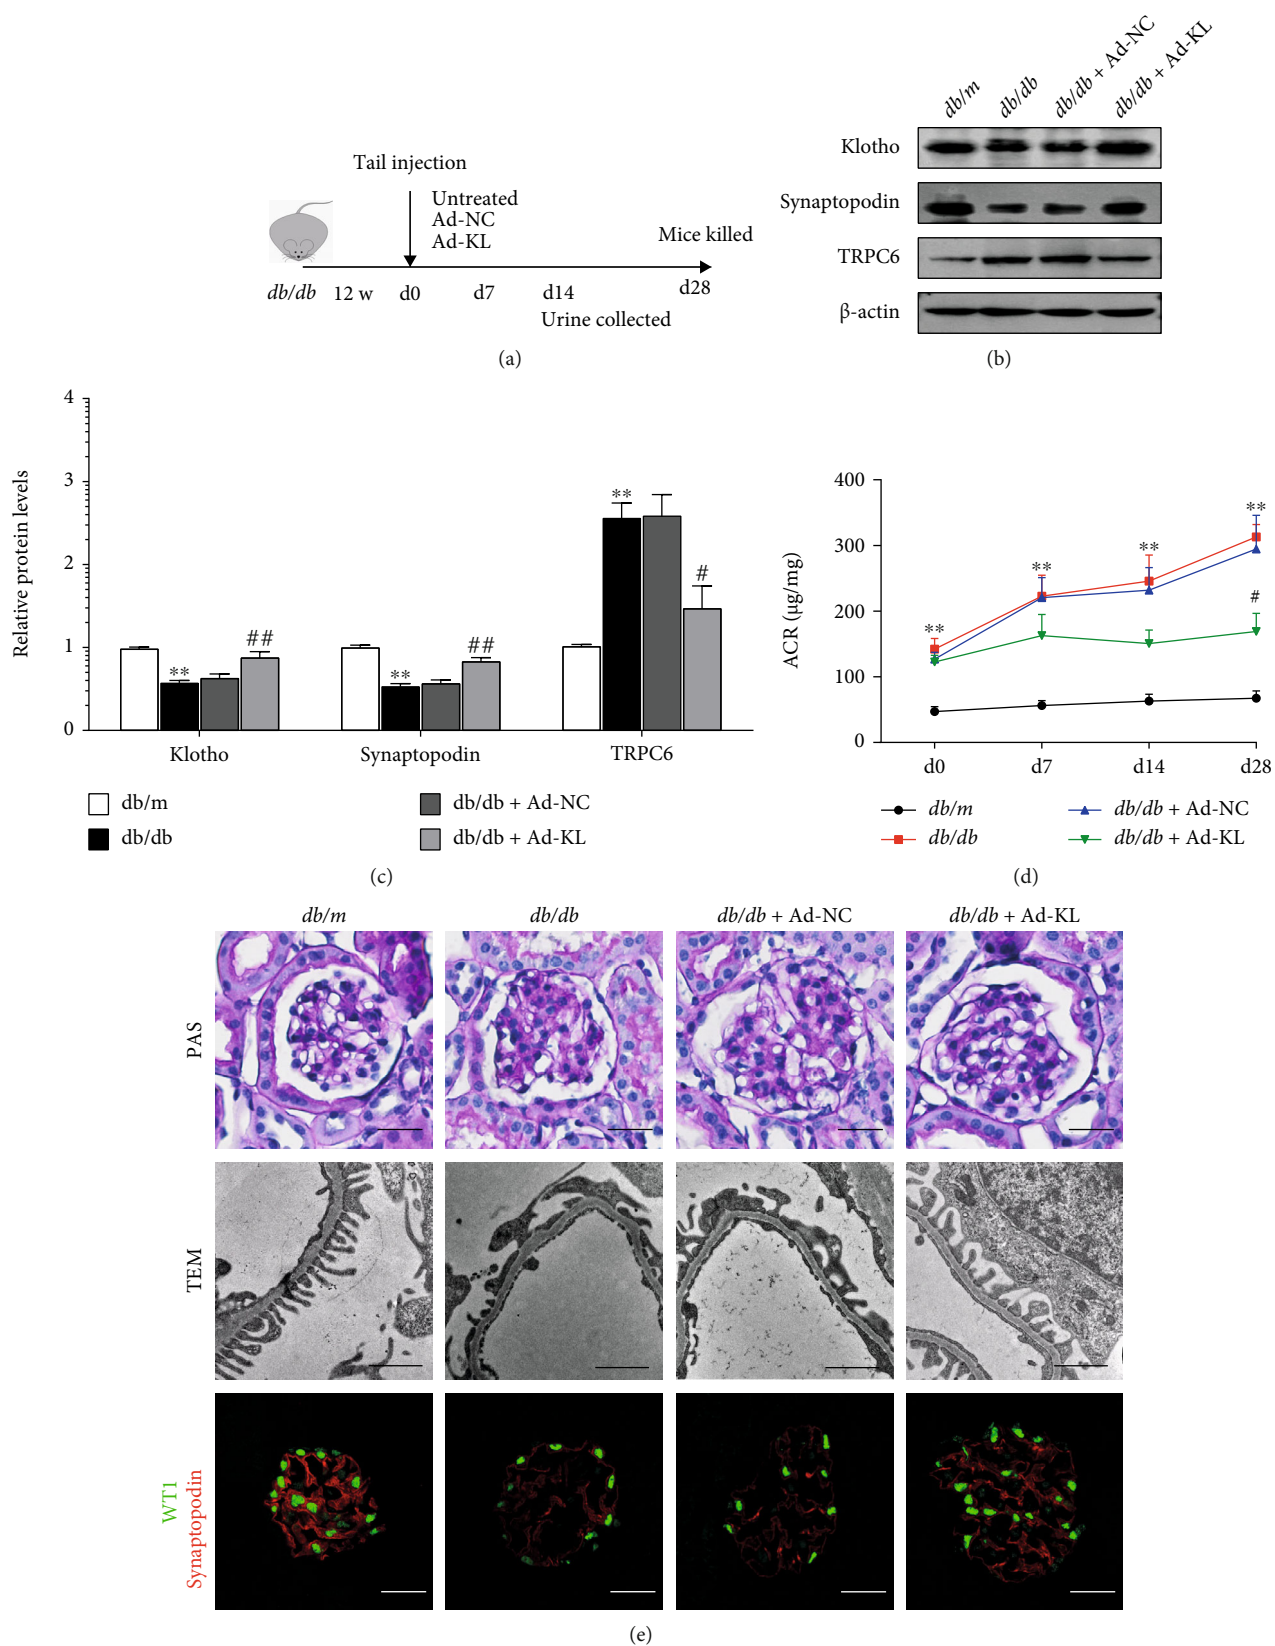 Tail injection
Untreated
Ad-NC
Ad-KL
Mice killed
db/db 12 w d0 d7 d14 d28
Urine collected
(a)
db/m db/db db/db + Ad-NC db/db + Ad-KL
Klotho
Synaptopodin
TRPC6
β-actin
(b)
Relative protein levels
4
3
2
1
0
**
##
**
##
**
#
Klotho Synaptopodin TRPC6
db/m
db/db
db/db + Ad-NC
db/db + Ad-KL
(c)
ACR (μg/mg)
400
300
200
100
0
**
**
**
**
#
d0 d7 d14 d28
db/m
db/db
db/db + Ad-NC
db/db + Ad-KL
(d)
db/m db/db db/db + Ad-NC db/db + Ad-KL
PAS
TEM
WT1
Synaptopodin
(e)